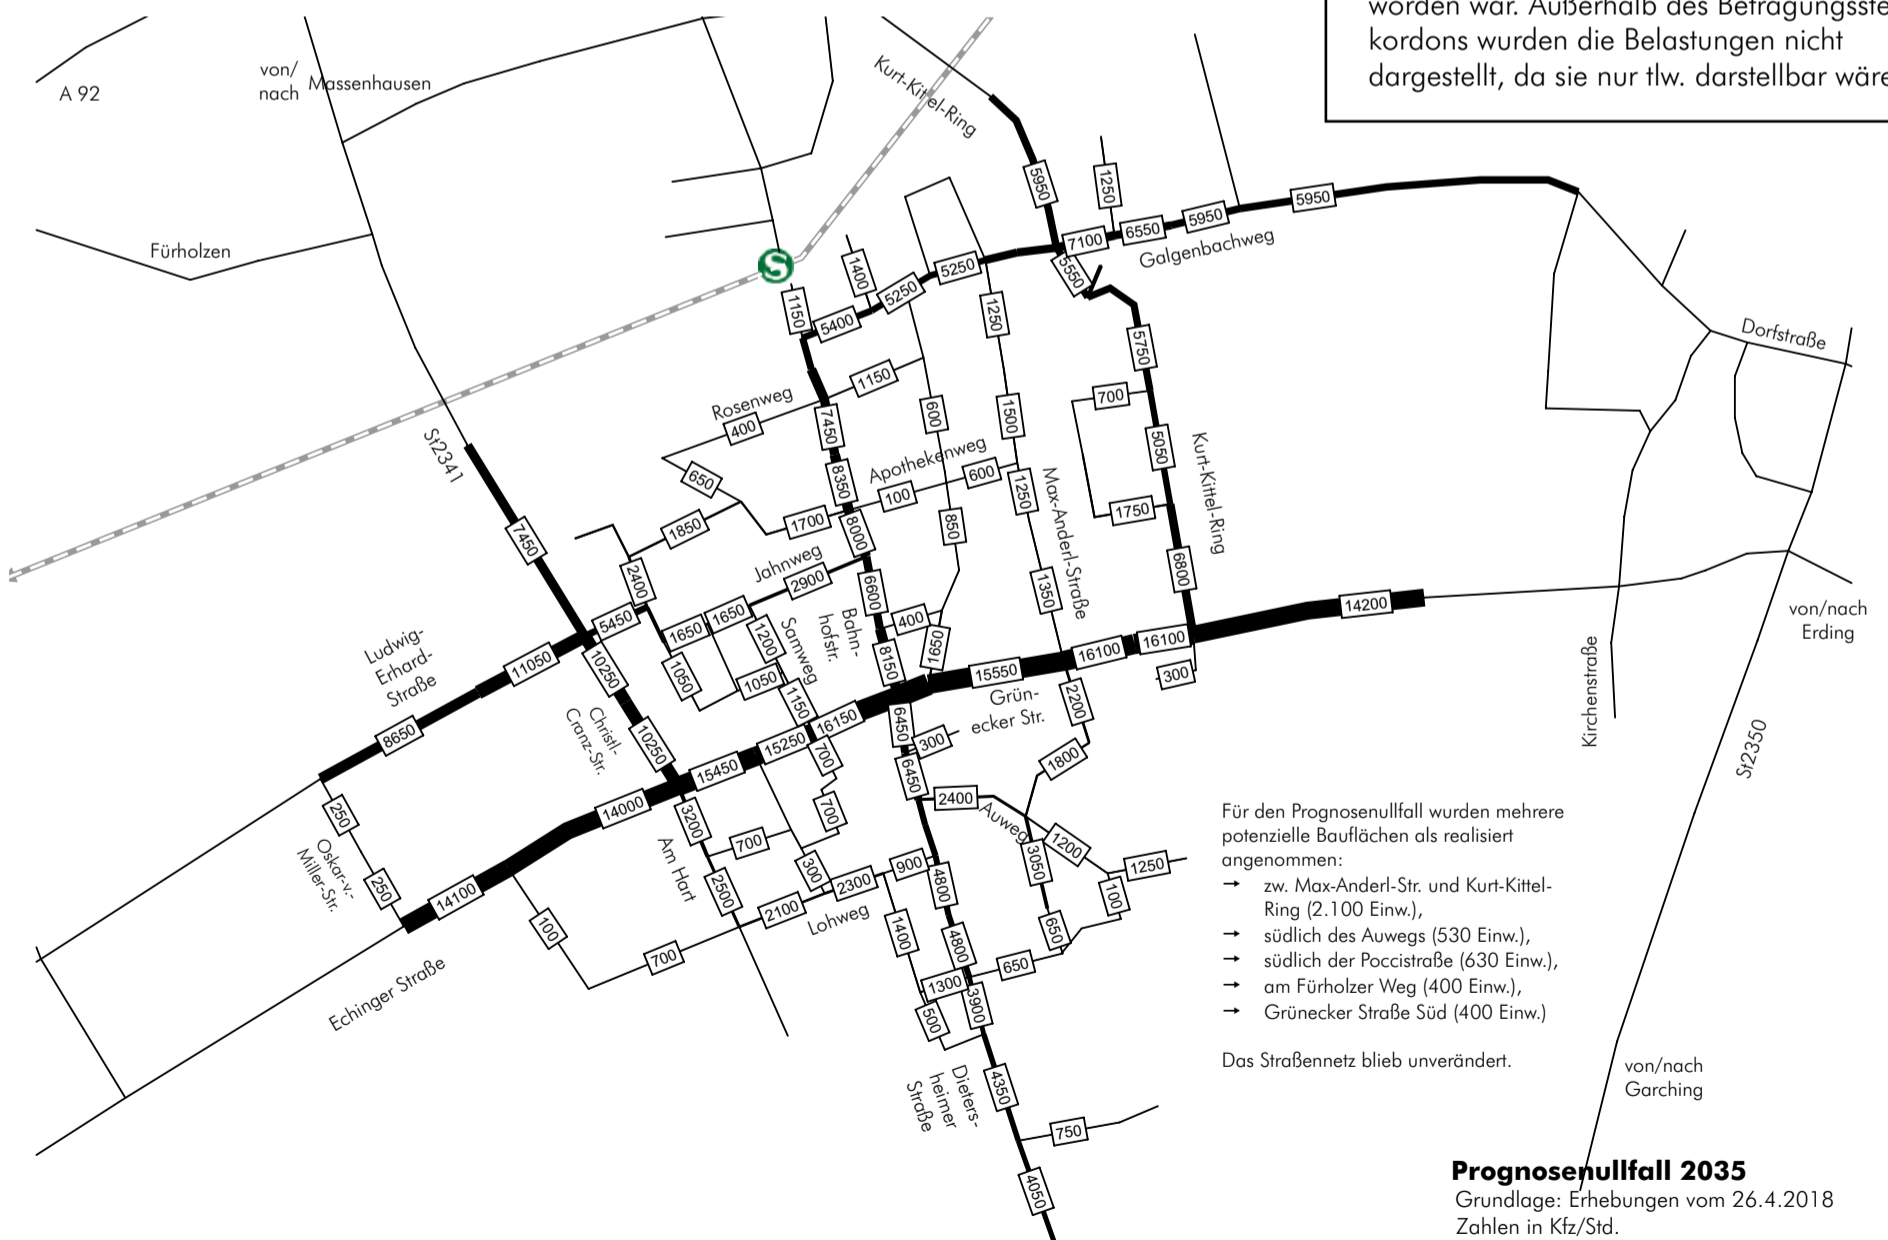 worden war. Außerhalb des Befragungsste
kordons wurden die Belastungen nicht
dargestellt, da sie nur tlw. darstellbar wäre
A 92
von/
nach
Massenhausen
Kurt-Kittel-Ring
5950
1250
5950
5950
6550
7100
Galgenbachweg
Fürholzen
S
1400
5250
5250
5550
1150
5400
1250
5750
Dorfstraße
Rosenweg
1150
400
7450
600
1500
700
5050
Kurt-Kittel-Ring
St2341
650
8350
Apothekenweg
600
100
1250
Max-Anderl-Straße
1750
7450
1850
1700
8000
850
2400
Jahnweg
2900
6600
1350
6800
14200
von/nach
Erding
5450
1650
1650
1200
Samweg
Bahn-
hofstr.
400
1650
8150
16100
16100
300
15550
Grün-
ecker Str.
Ludwig-
Erhard-
Straße
11050
10250
1050
1050
1150
16150
6450
2200
Kirchenstraße
8650
Christl-
Cranz-Str.
10250
15250
15450
700
300
6450
1800
St2350
14000
3200
700
2400
Auweg
250
Oskar-v.-
Miller-Str.
250
14100
Am Hart
700
300
2500
2300
900
4800
3050
1200
1250
100
100
2100
Lohweg
1400
4800
650
700
1300
650
3900
500
Echinger Straße
Dieters-
heimer
Straße
4350
750
4050
Für den Prognosenullfall wurden mehrere
potenzielle Bauflächen als realisiert
angenommen:
→ zw. Max-Anderl-Str. und Kurt-Kittel-
Ring (2.100 Einw.),
→ südlich des Auwegs (530 Einw.),
→ südlich der Poccistraße (630 Einw.),
→ am Fürholzer Weg (400 Einw.),
→ Grünecker Straße Süd (400 Einw.)
Das Straßennetz blieb unverändert.
von/nach
Garching
Prognosenullfall 2035
Grundlage: Erhebungen vom 26.4.2018
Zahlen in Kfz/Std.